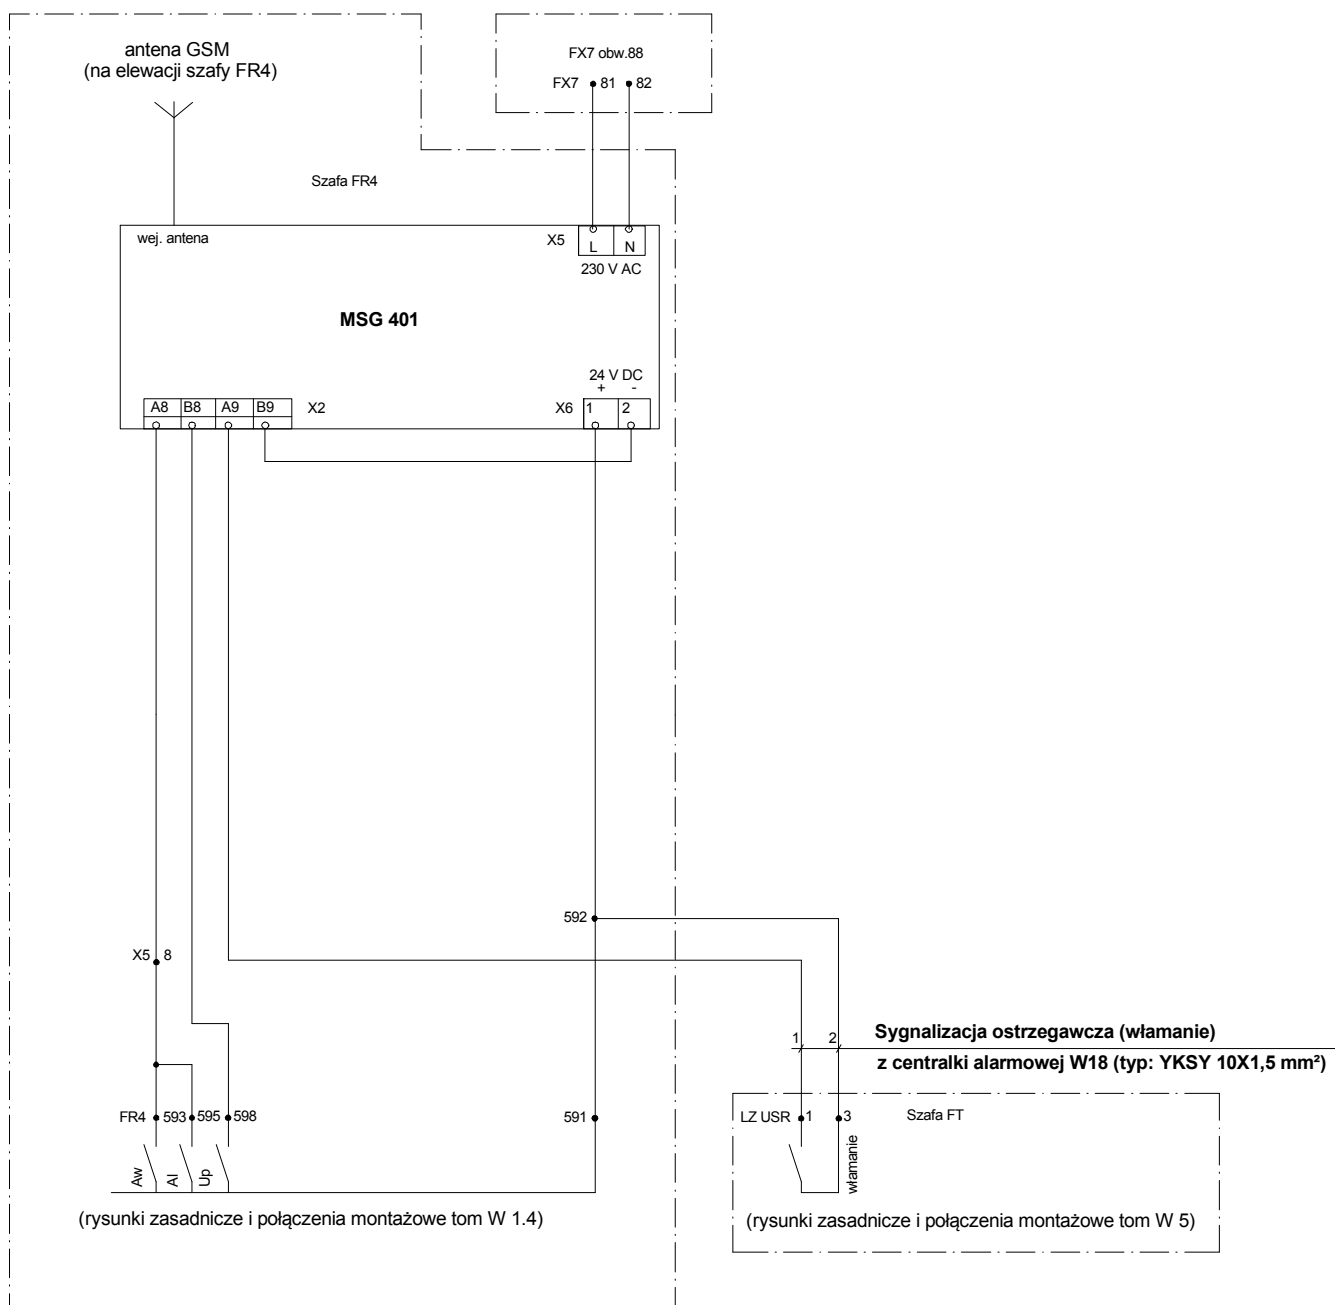 antena GSM
(na elewacji szafy FR4)
FX7 obw.88
FX7 81 82
Szafa FR4
wej. antena
X5 L N
230 V AC
MSG 401
24 V DC
+ -
A8 B8 A9 B9 X2
X6 1 2
592
X5 8
1 2
Sygnalizacja ostrzegawcza (włamanie)
z centralki alarmowej W18 (typ: YKSY 10X1,5 mm²)
FR4 593 595 598
591
LZ USR 1 3
Szafa FT
Aw
Al
Up
włamanie
(rysunki zasadnicze i połączenia montażowe tom W 1.4)
(rysunki zasadnicze i połączenia montażowe tom W 5)